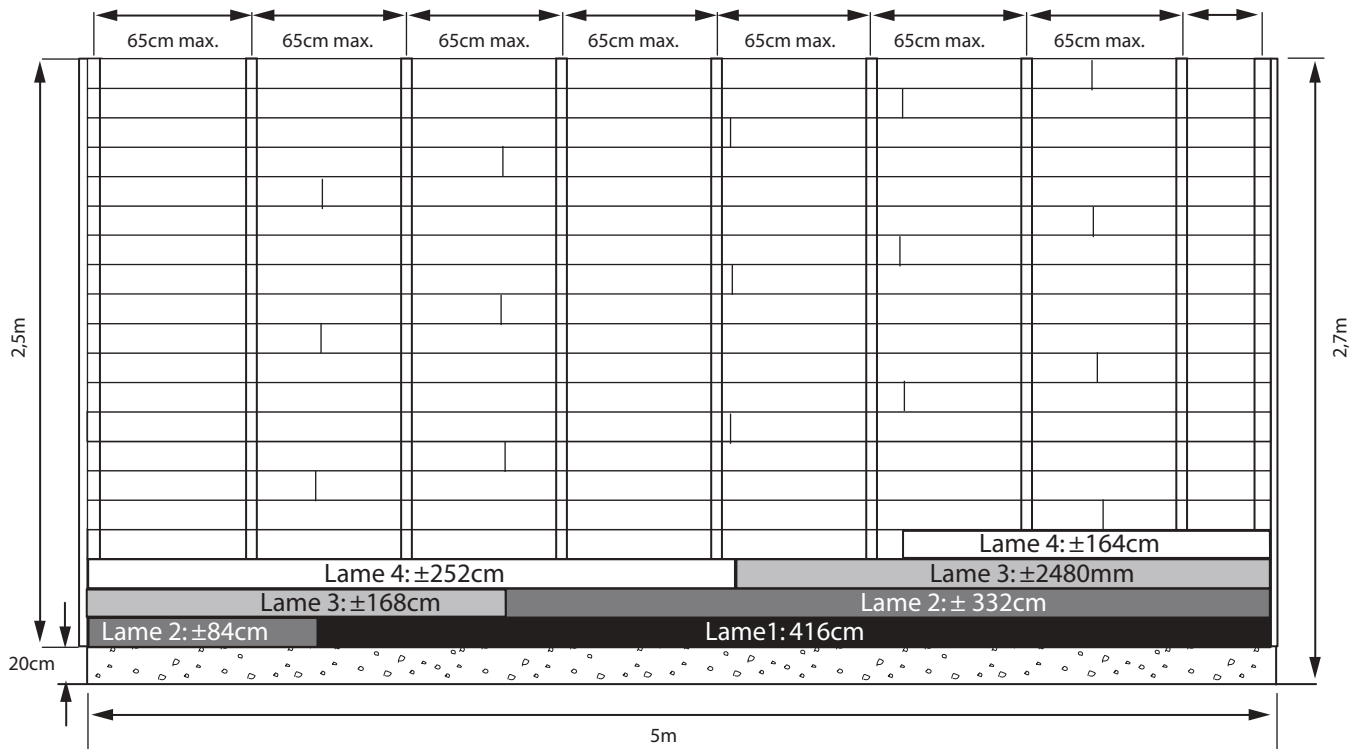 65cm max. 65cm max. 65cm max. 65cm max. 65cm max. 65cm max. 65cm max.
2,5m
2,7m
Lame 4: ±164cm
Lame 4: ±252cm Lame 3: ±2480mm
Lame 3: ±168cm Lame 2: ± 332cm
Lame 2: ±84cm Lame1: 416cm
20cm
5m